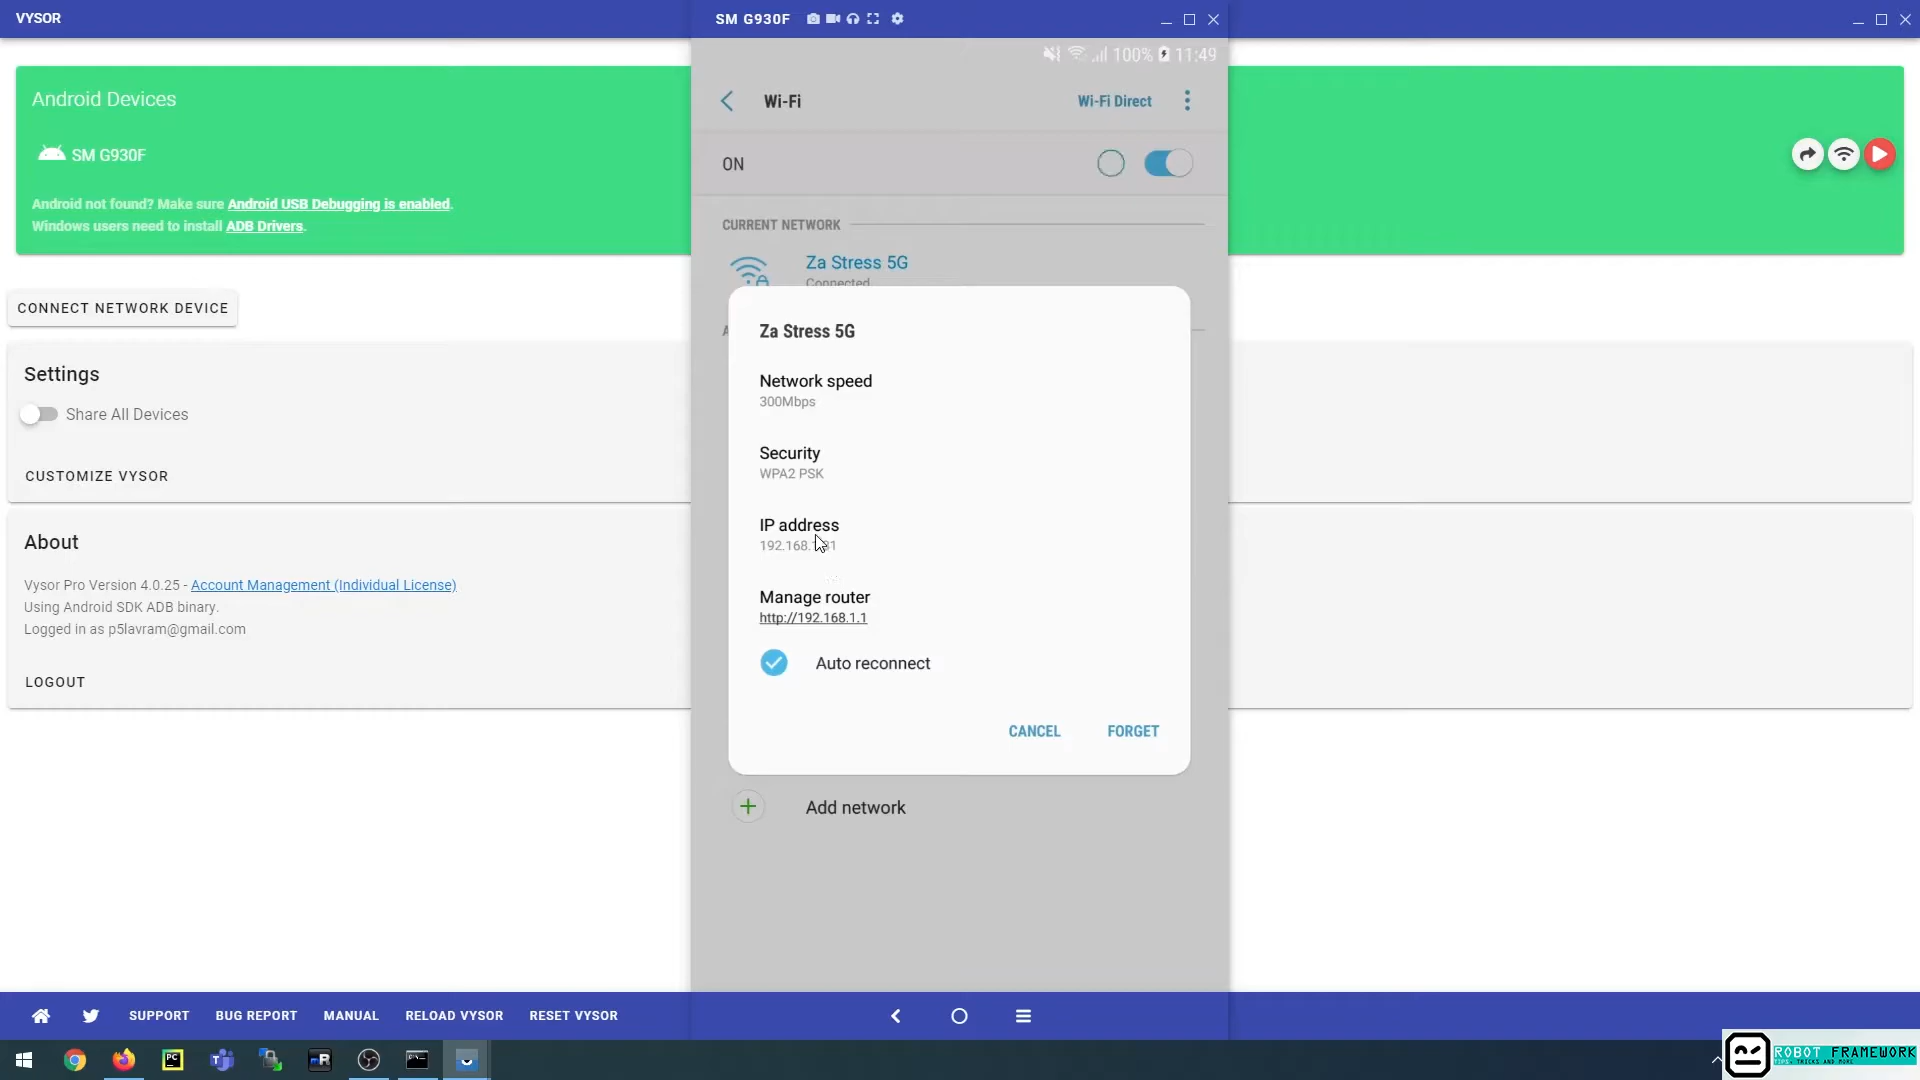 VYSOR
SM G930F
100% 11:49
Android Devices
SM G930F
Android not found? Make sure Android USB Debugging is enabled.
Windows users need to install ADB Drivers.
CONNECT NETWORK DEVICE
Settings
Share All Devices
CUSTOMIZE VYSOR
About
Vysor Pro Version 4.0.25 - Account Management (Individual License)
Using Android SDK ADB binary.
Logged in as p5lavram@gmail.com
LOGOUT
Wi-Fi
Wi-Fi Direct
ON
CURRENT NETWORK
Za Stress 5G
Connected
Za Stress 5G
Network speed
300Mbps
Security
WPA2 PSK
IP address
Manage router
http://192.168.1.1
Auto reconnect
CANCEL
FORGET
Add network
SUPPORT
BUG REPORT
MANUAL
RELOAD VYSOR
RESET VYSOR
ROBOT FRAMEWORK
TIPS, TRICKS AND MORE